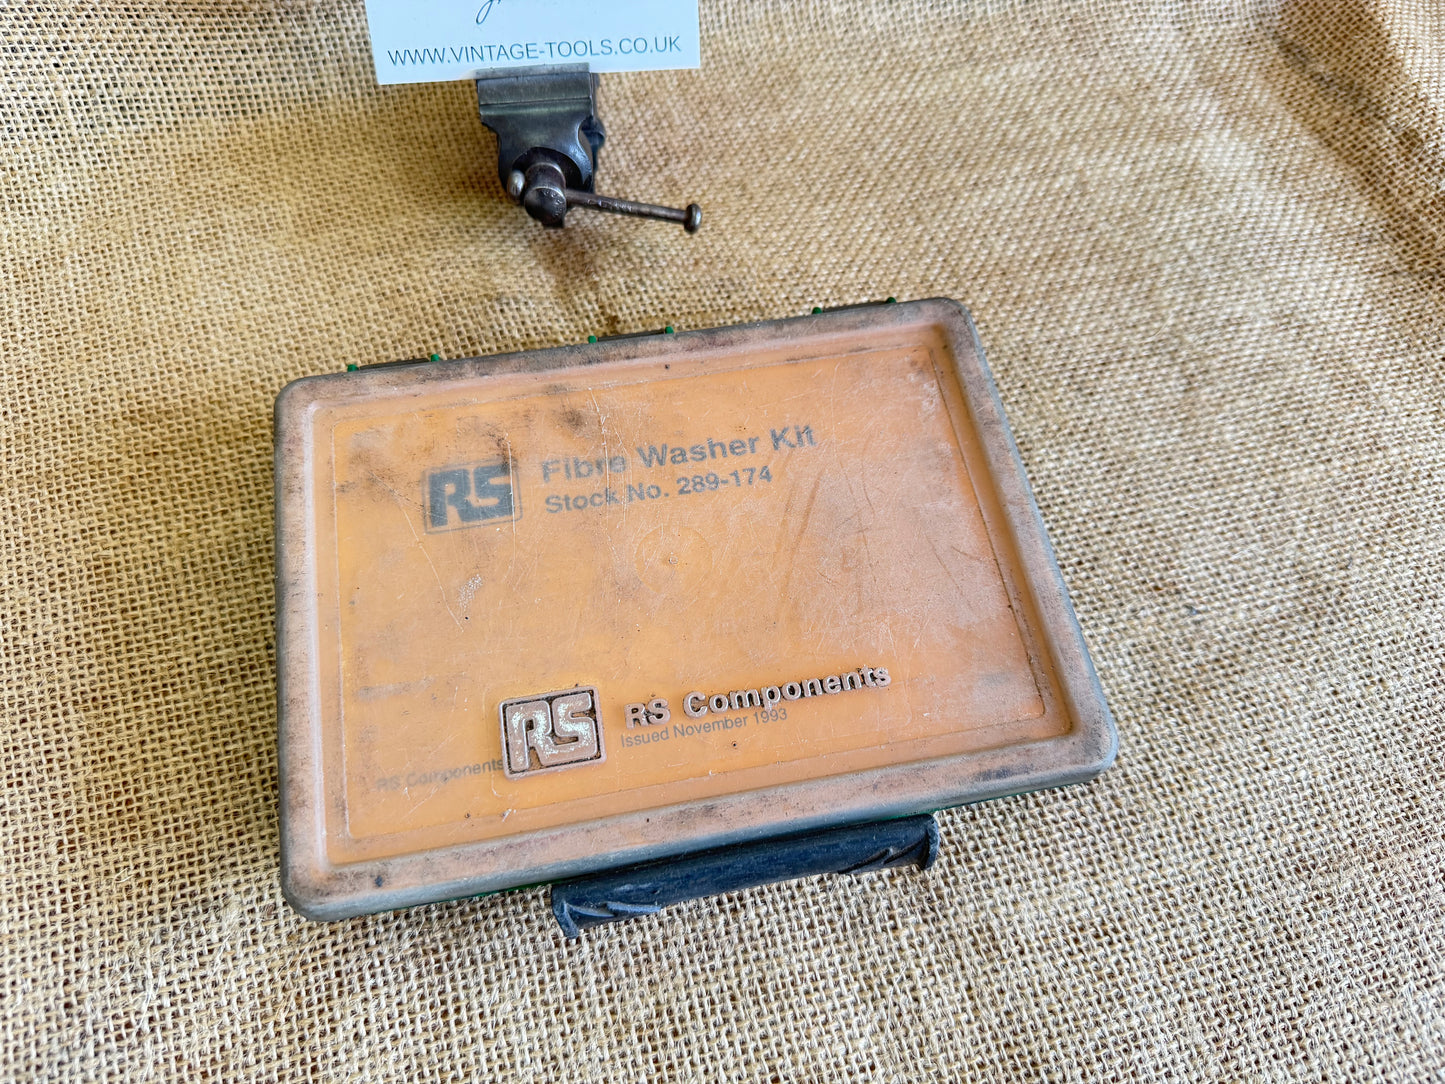 WWW.VINTAGE-TOOLS.CO.UK
RS
Fibre Washer Kit
Stock No. 289-174
RS
RS Components
Issued November 1993
RS Components